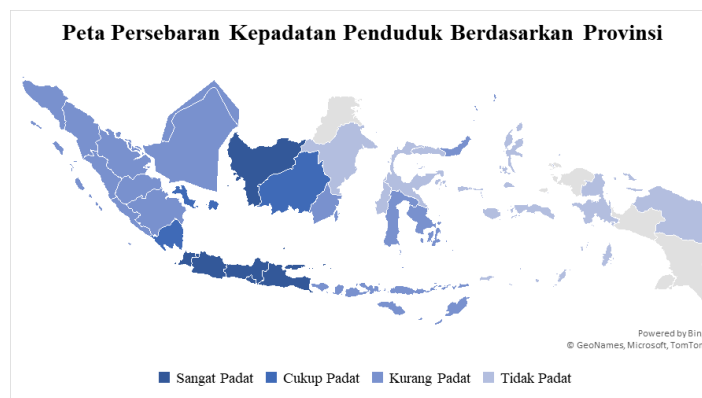 Peta Persebaran Kepadatan Penduduk Berdasarkan Provinsi
Powered by Bin
© GeoNames, Microsoft, TomTom
Sangat Padat
Cukup Padat
Kurang Padat
Tidak Padat